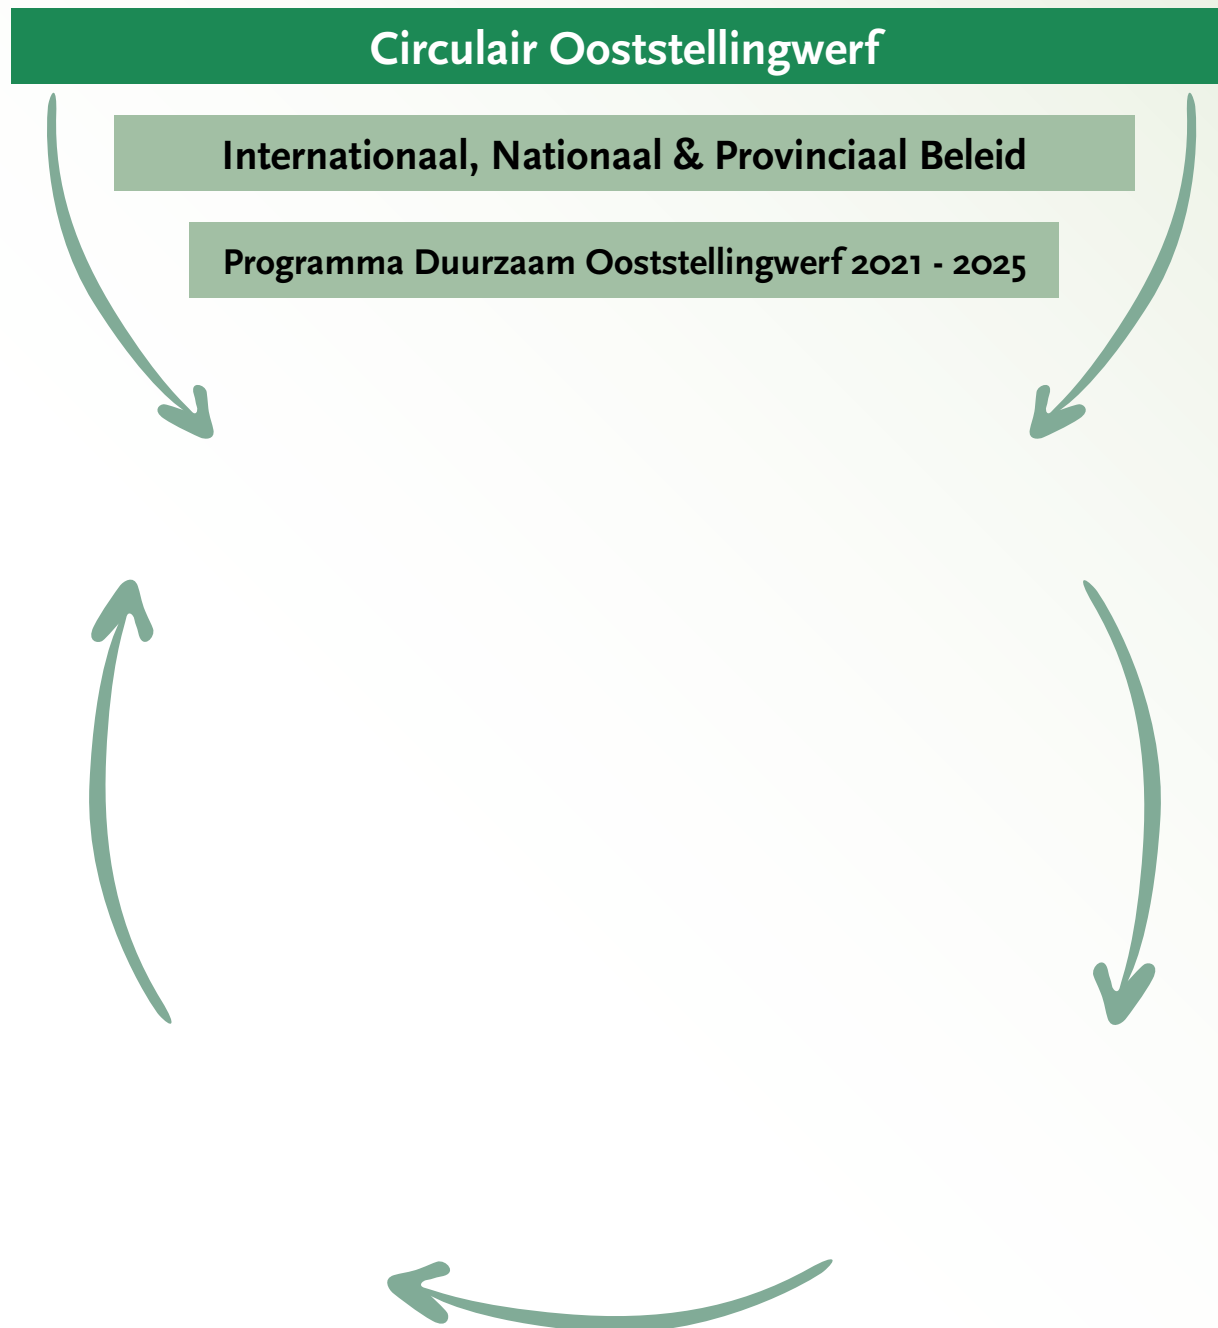 Circulair Ooststellingwerf
Internationaal, Nationaal & Provinciaal Beleid
Programma Duurzaam Ooststellingwerf 2021 - 2025